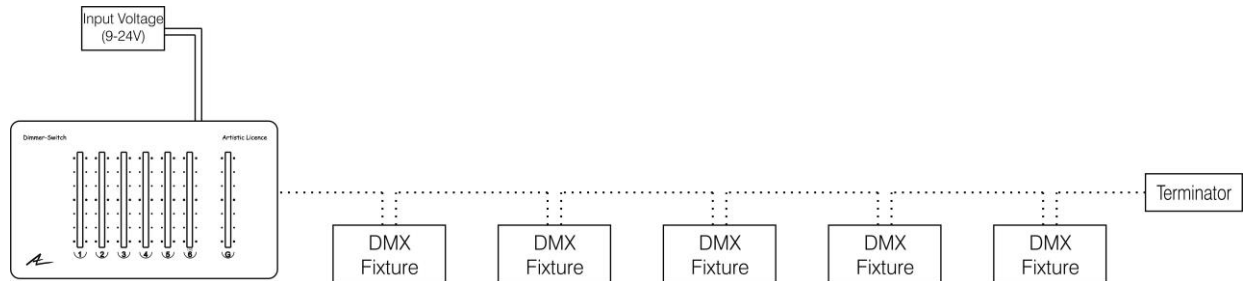 Input Voltage
(9-24V)
Dimmer-Switch
Artistic Licence
1 2 3 4 5 6 G
Terminator
DMX
Fixture
DMX
Fixture
DMX
Fixture
DMX
Fixture
DMX
Fixture